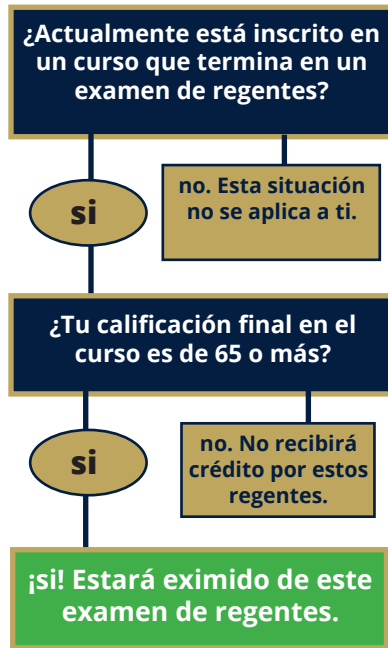 ¿Actualmente está inscrito en
un curso que termina en un
examen de regentes?
si
no. Esta situación
no se aplica a ti.
¿Tu calificación final en el
curso es de 65 o más?
si
no. No recibirá
crédito por estos
regentes.
¡si! Estará eximido de este
examen de regentes.